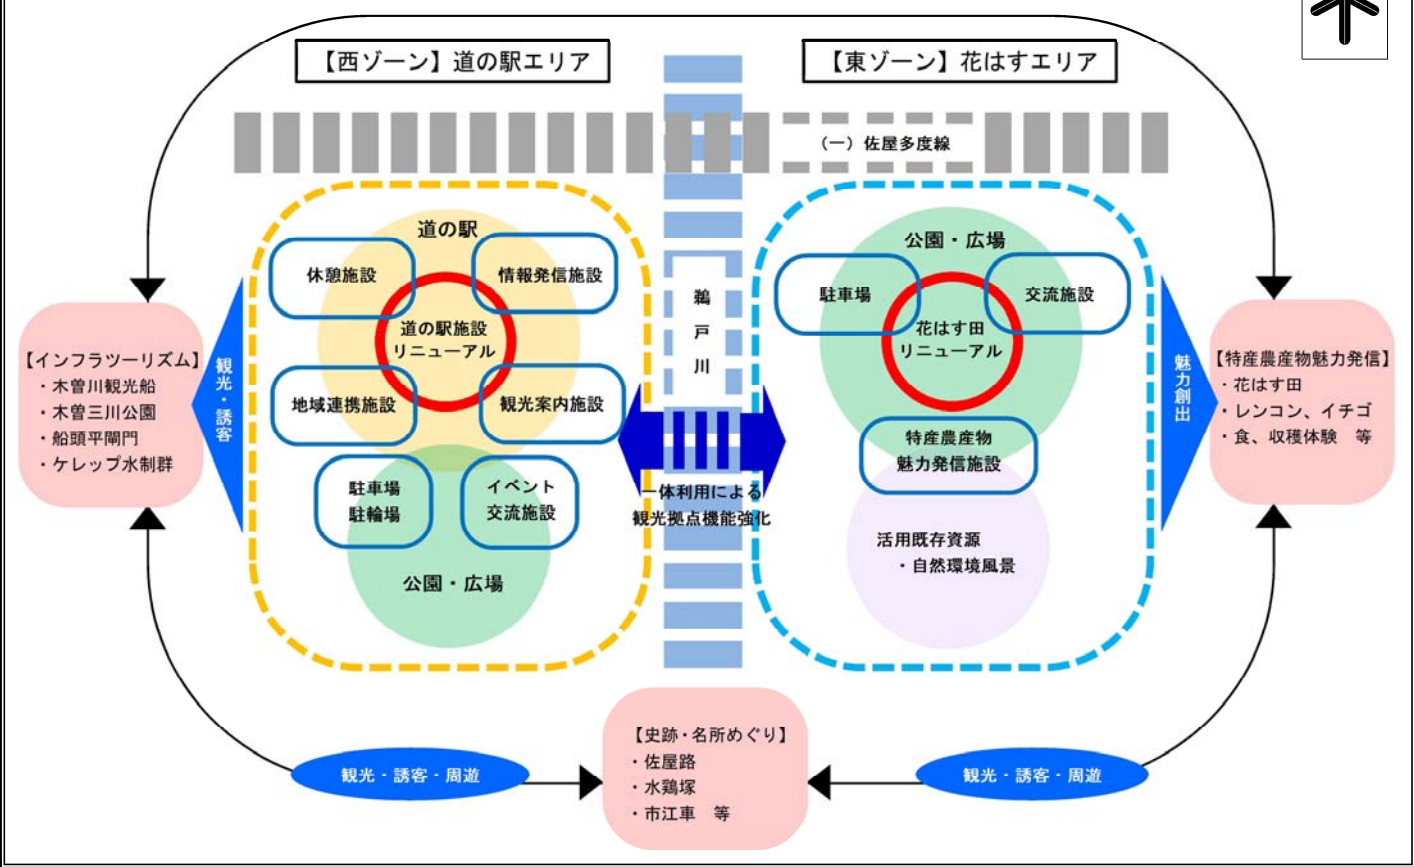 【西ゾーン】道の駅エリア
【東ゾーン】花はすエリア
（一）佐屋多度線
道の駅
休憩施設
情報発信施設
道の駅施設
リニューアル
地域連携施設
観光案内施設
駐車場
駐輪場
イベント
交流施設
公園・広場
鵜戸川
一体利用による
観光拠点機能強化
公園・広場
駐車場
交流施設
花はす田
リニューアル
特産農産物
魅力発信施設
活用既存資源
・自然環境風景
【インフラツーリズム】
・木曽川観光船
・木曽三川公園
・船頭平閘門
・ケレップ水制群
観光・誘客
魅力創出
【特産農産物魅力発信】
・花はす田
・レンコン、イチゴ
・食、収穫体験　等
【史跡・名所めぐり】
・佐屋路
・水鶏塚
・市江車　等
観光・誘客・周遊
観光・誘客・周遊